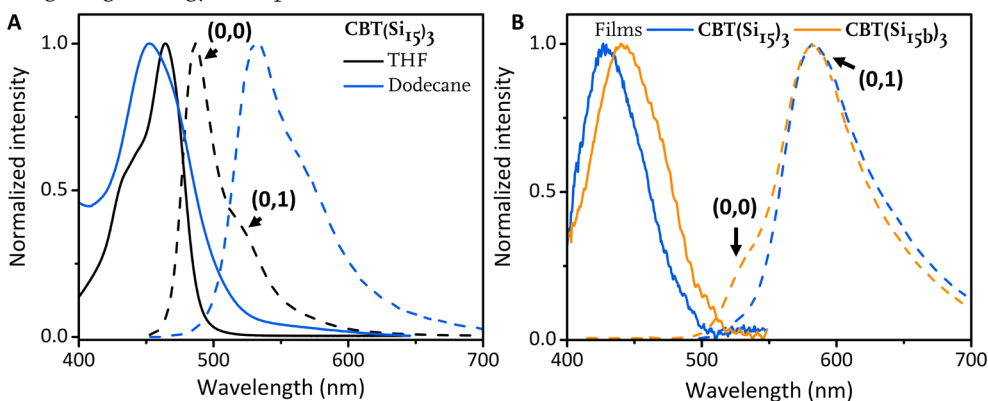 A
CBT(Si₁₅)₃
THF
Dodecane
(0,0)
(0,1)
Normalized intensity
1.0
0.5
0.0
400
500
600
700
Wavelength (nm)
B
Films CBT(Si₁₅)₃ CBT(Si₁₅b)₃
(0,1)
(0,0)
Normalized intensity
1.0
0.5
0.0
400
500
600
700
Wavelength (nm)